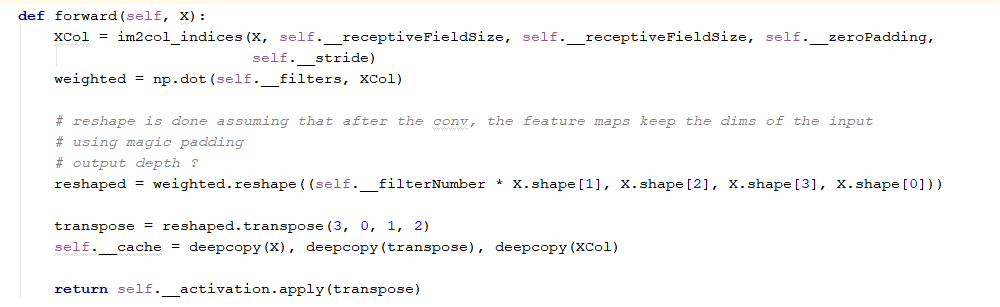 def forward(self, X):
    XCol = im2col_indices(X, self.__receptiveFieldSize, self.__receptiveFieldSize, self.__zeroPadding,
                          self.__stride)
    weighted = np.dot(self.__filters, XCol)

    # reshape is done assuming that after the conv, the feature maps keep the dims of the input
    # using magic padding
    # output depth ?
    reshaped = weighted.reshape((self.__filterNumber * X.shape[1], X.shape[2], X.shape[3], X.shape[0]))

    transpose = reshaped.transpose(3, 0, 1, 2)
    self.__cache = deepcopy(X), deepcopy(transpose), deepcopy(XCol)

    return self.__activation.apply(transpose)